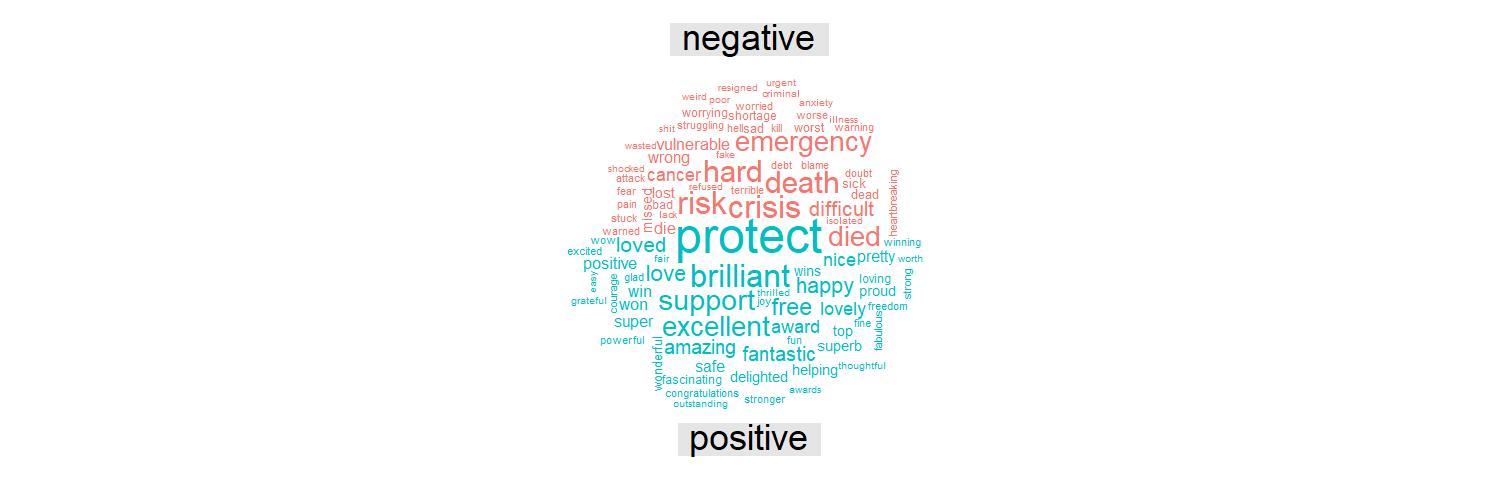 negative
urgent
resigned
criminal
weird poor
anxiety
worried
worrying shortage worse illness
shit struggling hell sad kill worst warning
wasted vulnerable emergency
wrong fake
shocked cancer hard debt blame
attack death doubt
sick
fear lost refused terrible dead
pain missed bad risk crisis difficult heartbreaking
stuck lack isolated
warned die protect died
wow loved winning
excited fair nice pretty worth
positive love brilliant wins
easy glad happy loving strong
courage win thrilled proud
grateful won support joy free lovely freedom
super excellent award top fine fabulous
powerful wonderful amazing fun superb
fantastic
safe helping thoughtful
fascinating delighted
congratulations awards
outstanding stronger
positive